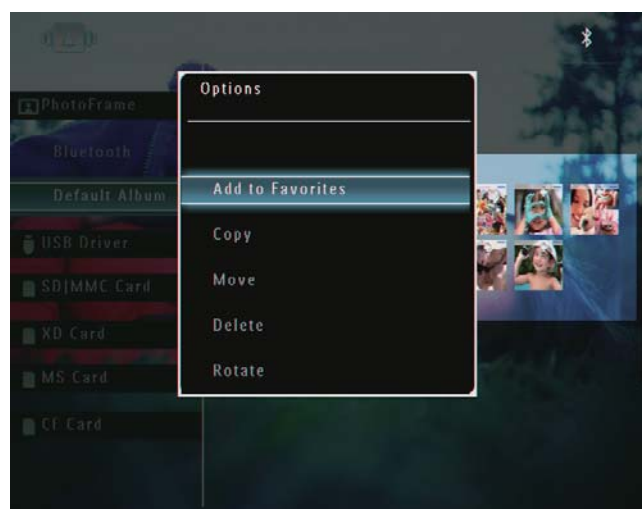 Options
PhotoFrame
Bluetooth
Default Album
USB Driver
SD|MMC Card
XD Card
MS Card
CF Card
Add to Favorites
Copy
Move
Delete
Rotate